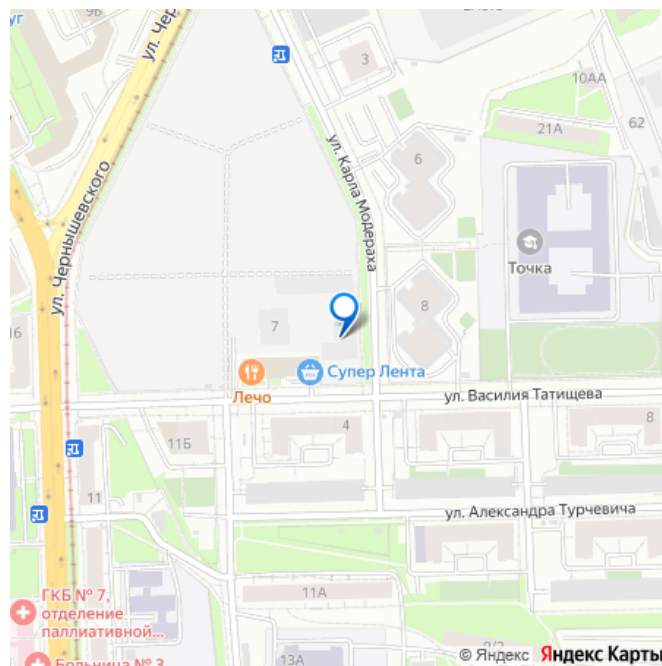 уг
ул. Чер
3
10АА
62
21А
ул. Чернышевского
ул. Карла Модераха
6
Точка
16
7
8
Супер Лента
Лечо
ул. Василия Татищева
4
8
11Б
11
ул. Александра Турчевича
11А
ГКБ № 7,
отделение
паллиативной...
13А
© Яндекс Яндекс Карты
Больница № 3